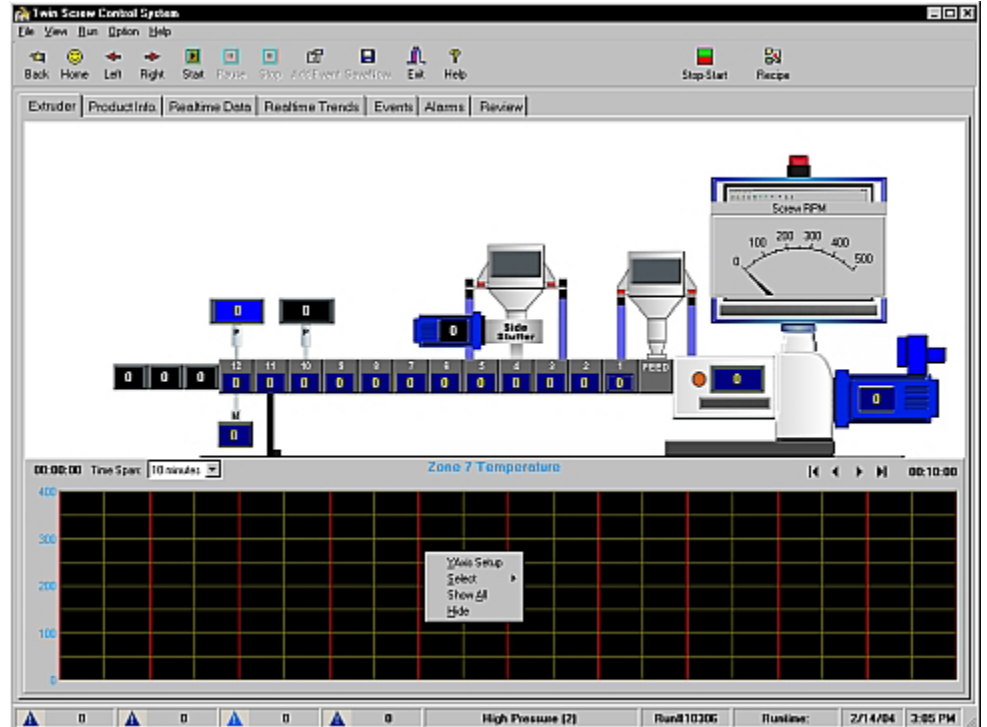 Twin Screw Control System
File View Run Option Help
Back Home Left Right Start Pause Stop Add Event SaveNow Exit Help Stop-Start Recipe
Extruder Product Info. Realtime Data Realtime Trends Events Alarms Review
Screw RPM
0 100 200 300 400 500
0 0
P P
0 Side
Stuffer
12 11 10 9 8 7 6 5 4 3 2 1 FEED
0 0 0 0 0 0 0 0 0 0 0 0 0 0 0 0
0
M
0
00:00:00 Time Span: 10 minutes Zone 7 Temperature 00:10:00
400
300
200
100
0
YAxis Setup
Select
Show All
Hide
0 0 0 0 High Pressure (2) Run#10306 Runtime: 2/14/04 3:05 PM